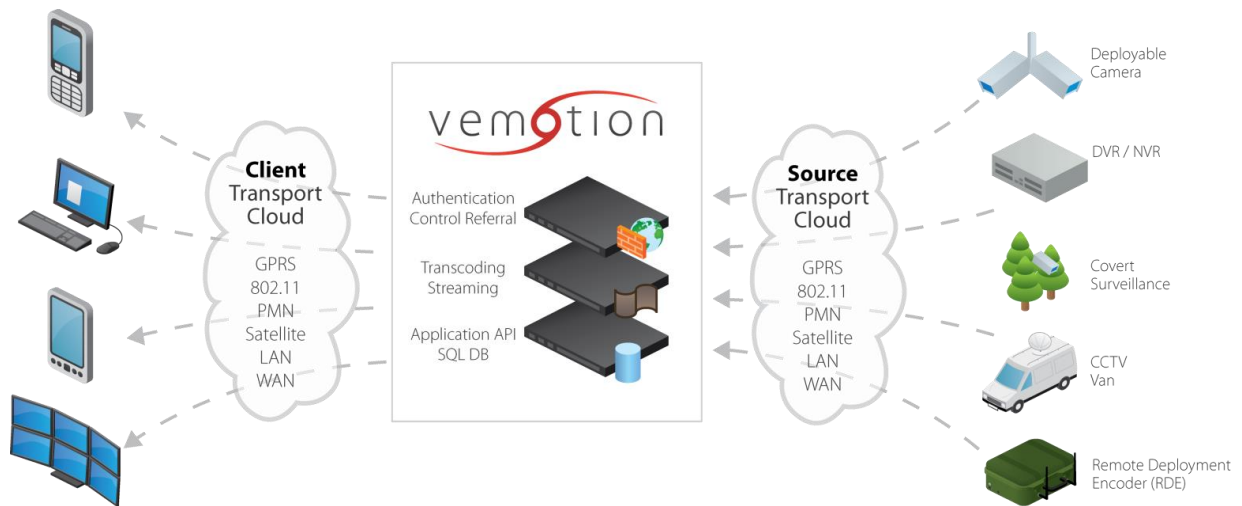 vemotion
Client
Transport
Cloud
GPRS
802.11
PMN
Satellite
LAN
WAN
Authentication
Control Referral
Transcoding
Streaming
Application API
SQL DB
Source
Transport
Cloud
GPRS
802.11
PMN
Satellite
LAN
WAN
Deployable
Camera
DVR / NVR
Covert
Surveillance
CCTV
Van
Remote Deployment
Encoder (RDE)